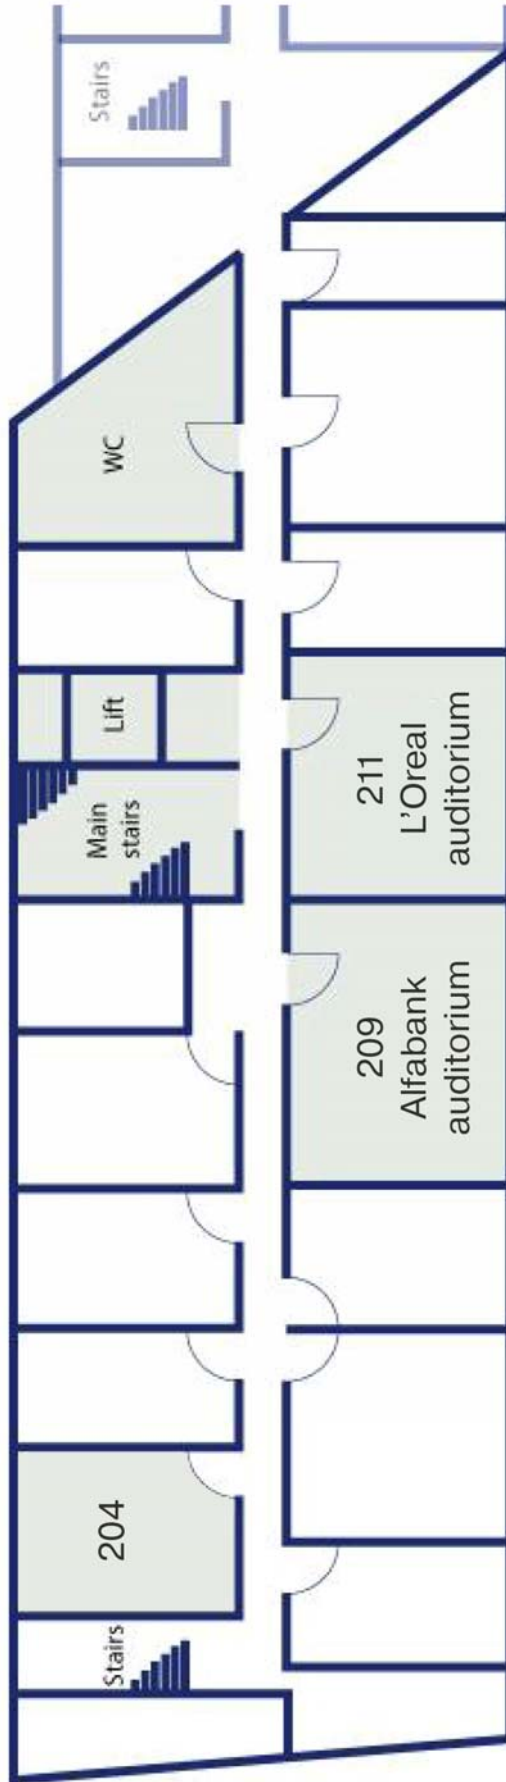 Stairs
WC
Lift
Main
stairs
211
L'Oreal
auditorium
209
Alfabank
auditorium
204
Stairs